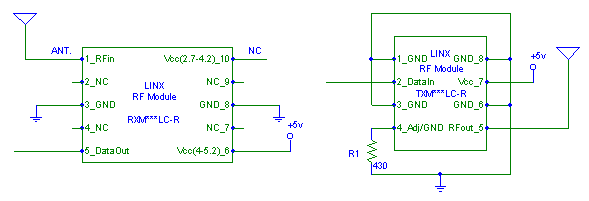 ANT.
1_RFin
Vcc(2.7-4.2)_10
NC
2_NC
LINX
NC_9
RF Module
3_GND
GND_8
RXM***LC-R
4_NC
NC_7
+5v
5_DataOut
Vcc(4-5.2)_6
1_GND
LINX
GND_8
RF Module
+5v
2_DataIn
Vcc_7
TXM***LC-R
3_GND
GND_6
4_Adj/GND
RFout_5
R1
430